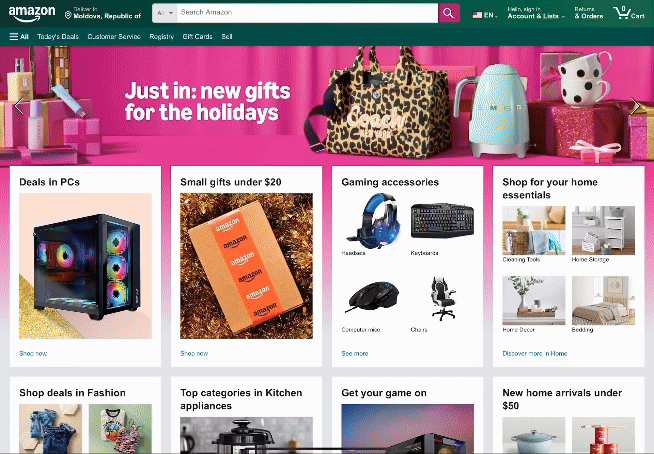 amazon
Deliver to
Moldova, Republic of
All
Search Amazon
EN
Hello, sign in
Account & Lists
Returns
& Orders
0
Cart
All
Today's Deals
Customer Service
Registry
Gift Cards
Sell
Just in: new gifts
for the holidays
Coach
SMEG
Deals in PCs
Shop now
Small gifts under $20
amazon
amazon
amazon
amazon
amazon
amazon
Shop now
Gaming accessories
Headsets
Keyboards
Computer mice
Chairs
See more
Shop for your home
essentials
Cleaning Tools
Home Storage
Home Decor
Bedding
Discover more in Home
Shop deals in Fashion
Top categories in Kitchen
appliances
Get your game on
New home arrivals under
$50